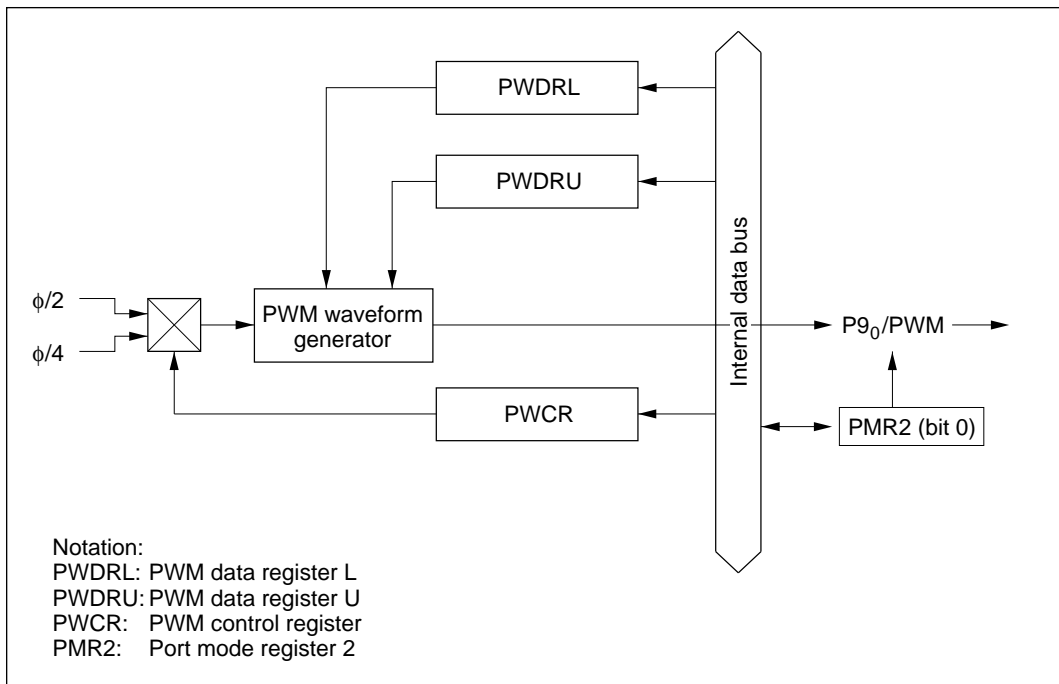 PWDRL
PWDRU
Internal data bus
ϕ/2
ϕ/4
PWM waveform
generator
P9₀/PWM
PWCR
PMR2 (bit 0)
Notation:
PWDRL: PWM data register L
PWDRU: PWM data register U
PWCR: PWM control register
PMR2: Port mode register 2